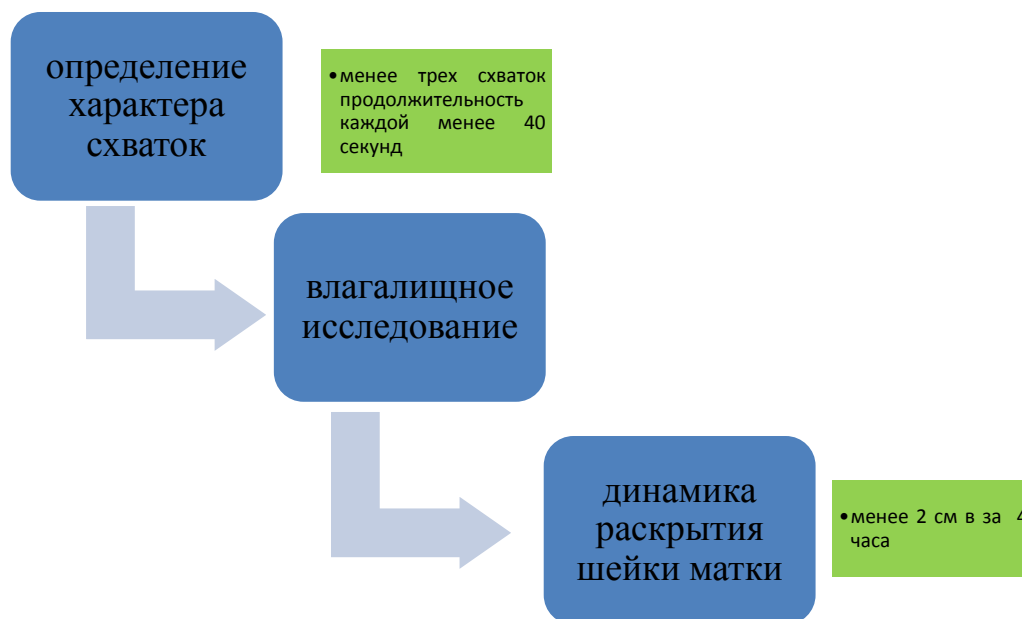 определение
характера
схваток
•менее трех схваток
продолжительность
каждой менее 40
секунд
влагалищное
исследование
динамика
раскрытия
шейки матки
•менее 2 см в за 4
часа